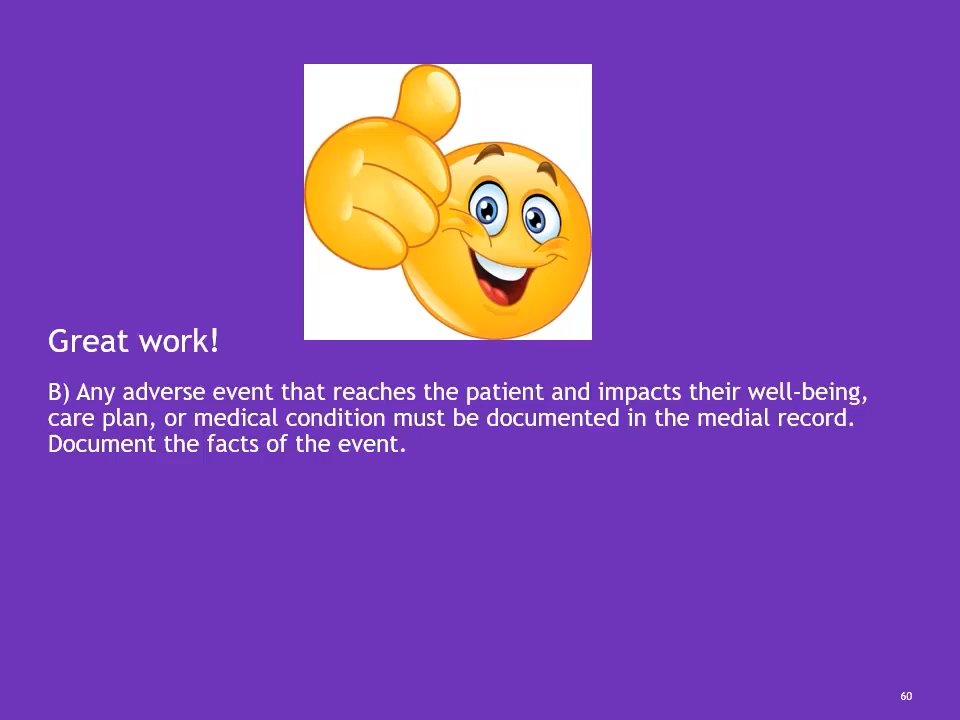 Great work!
B) Any adverse event that reaches the patient and impacts their well-being,
care plan, or medical condition must be documented in the medial record.
Document the facts of the event.
60